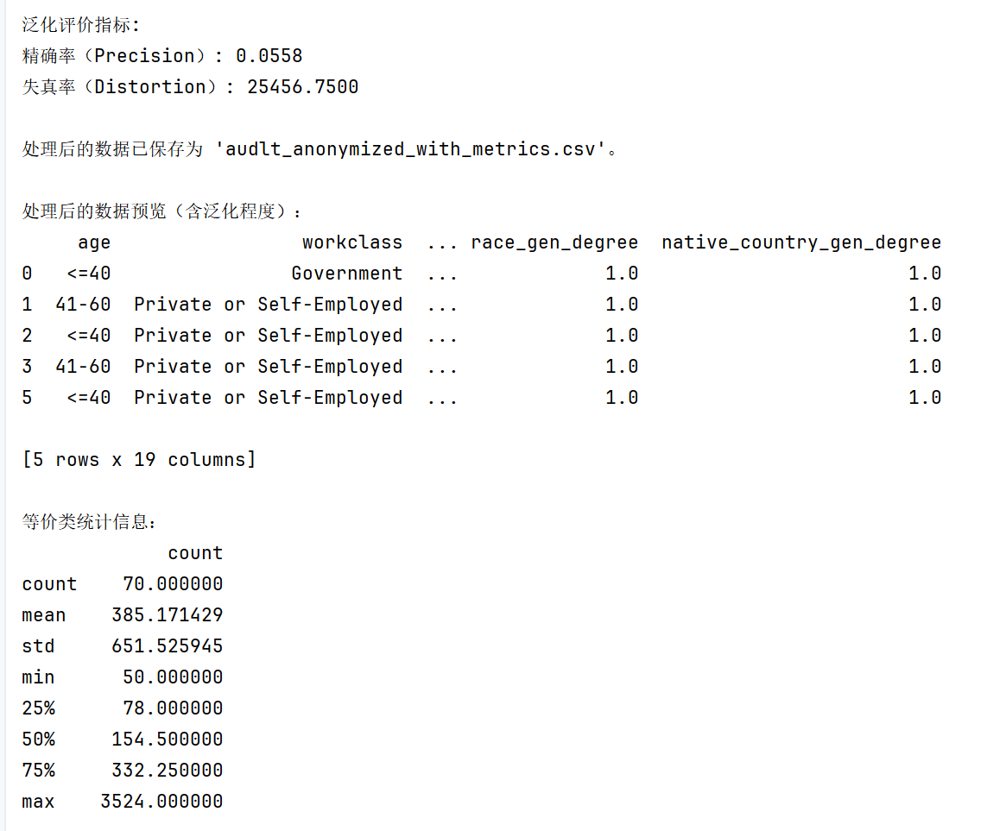 泛化评价指标:
精确率（Precision）: 0.0558
失真率（Distortion）: 25456.7500
处理后的数据已保存为 'audlt_anonymized_with_metrics.csv'。
处理后的数据预览（含泛化程度）:
age workclass ... race_gen_degree native_country_gen_degree
0 <=40 Government ... 1.0 1.0
1 41-60 Private or Self-Employed ... 1.0 1.0
2 <=40 Private or Self-Employed ... 1.0 1.0
3 41-60 Private or Self-Employed ... 1.0 1.0
5 <=40 Private or Self-Employed ... 1.0 1.0
[5 rows x 19 columns]
等价类统计信息:
count
count 70.000000
mean 385.171429
std 651.525945
min 50.000000
25% 78.000000
50% 154.500000
75% 332.250000
max 3524.000000